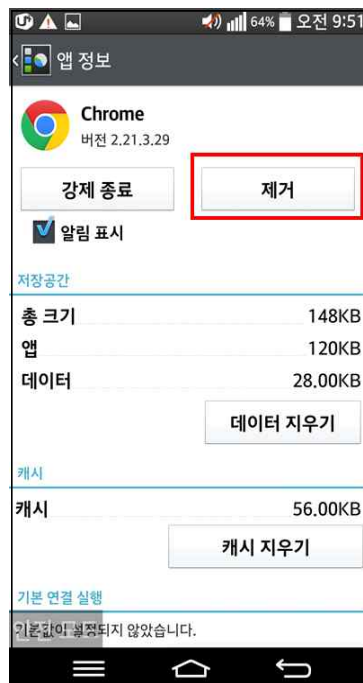 64% 오전 9:51
앱 정보
Chrome
버전 2.21.3.29
강제 종료 제거
알림 표시
저장공간
총 크기 148KB
앱 120KB
데이터 28.00KB
데이터 지우기
캐시
캐시 56.00KB
캐시 지우기
기본 연결 실행
기본값이 설정되지 않았습니다.